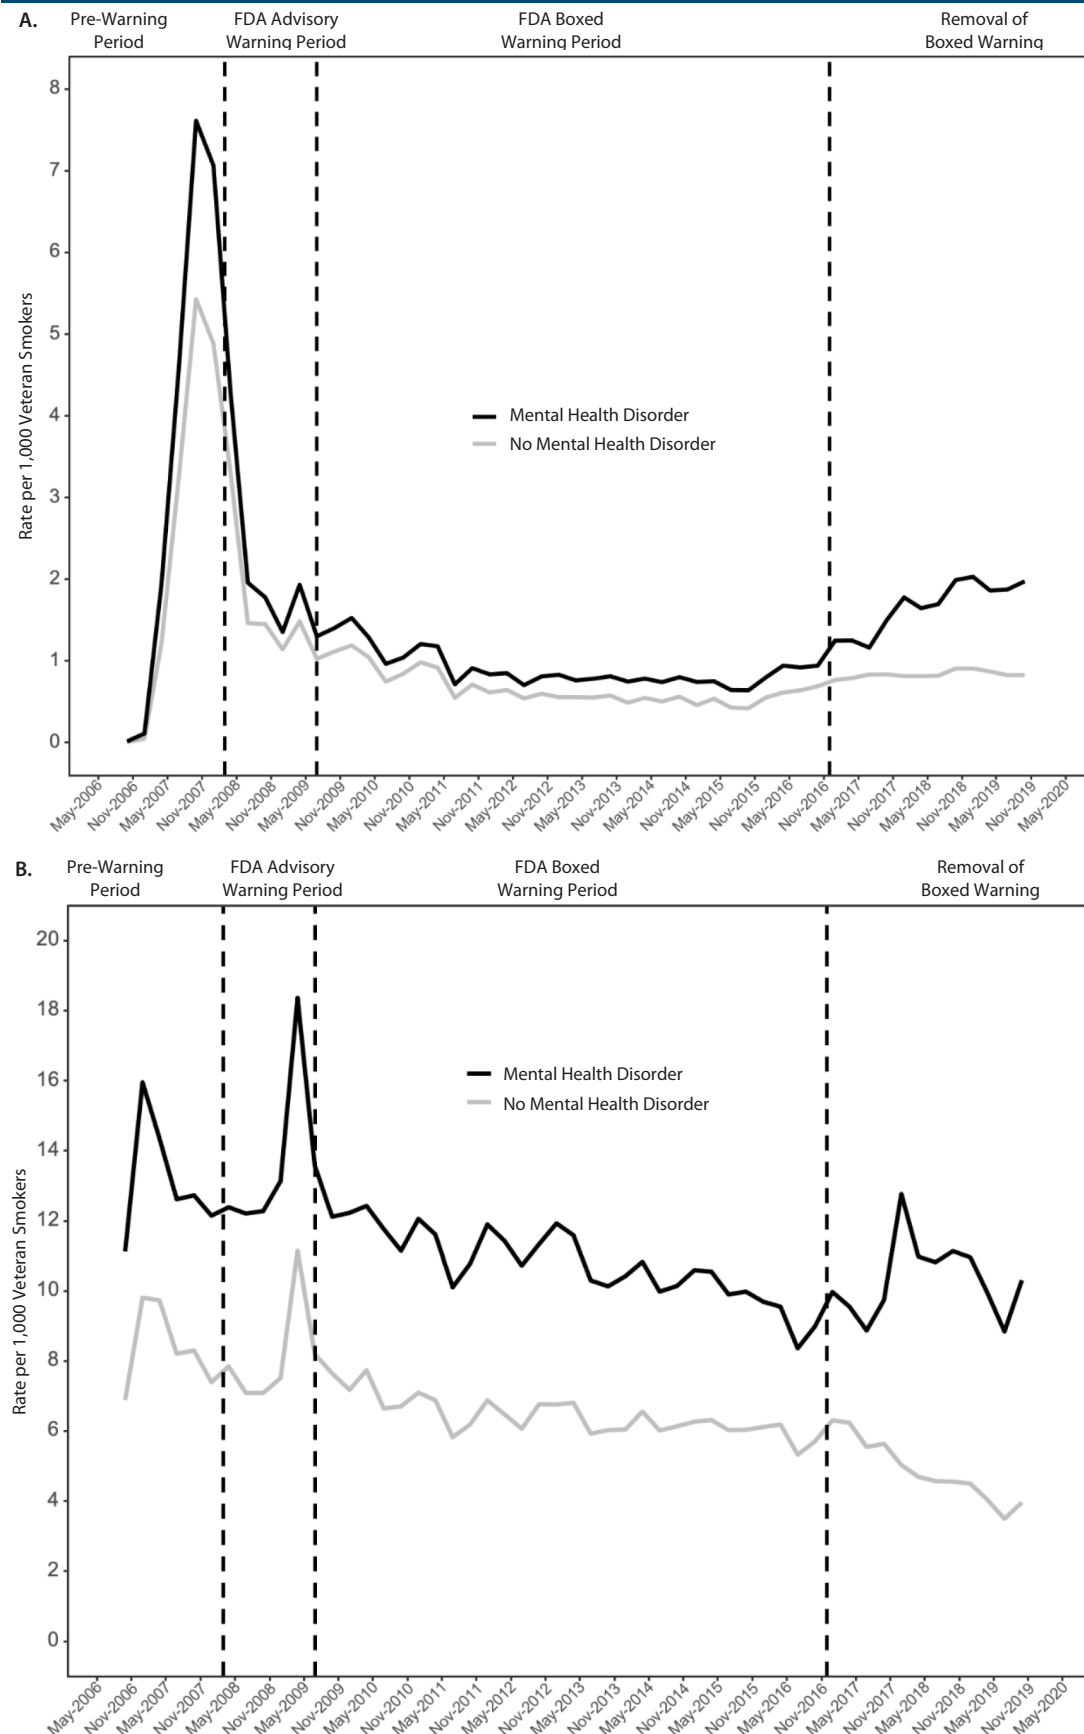 A.
Pre-Warning
Period
FDA Advisory
Warning Period
FDA Boxed
Warning Period
Removal of
Boxed Warning
8
7
6
5
4
3
2
1
0
Rate per 1,000 Veteran Smokers
Mental Health Disorder
No Mental Health Disorder
May-2006
Nov-2006
May-2007
Nov-2007
May-2008
Nov-2008
May-2009
Nov-2009
May-2010
Nov-2010
May-2011
Nov-2011
May-2012
Nov-2012
May-2013
Nov-2013
May-2014
Nov-2014
May-2015
Nov-2015
May-2016
Nov-2016
May-2017
Nov-2017
May-2018
Nov-2018
May-2019
Nov-2019
May-2020
B.
Pre-Warning
Period
FDA Advisory
Warning Period
FDA Boxed
Warning Period
Removal of
Boxed Warning
20
18
16
14
12
10
8
6
4
2
0
Rate per 1,000 Veteran Smokers
Mental Health Disorder
No Mental Health Disorder
May-2006
Nov-2006
May-2007
Nov-2007
May-2008
Nov-2008
May-2009
Nov-2009
May-2010
Nov-2010
May-2011
Nov-2011
May-2012
Nov-2012
May-2013
Nov-2013
May-2014
Nov-2014
May-2015
Nov-2015
May-2016
Nov-2016
May-2017
Nov-2017
May-2018
Nov-2018
May-2019
Nov-2019
May-2020